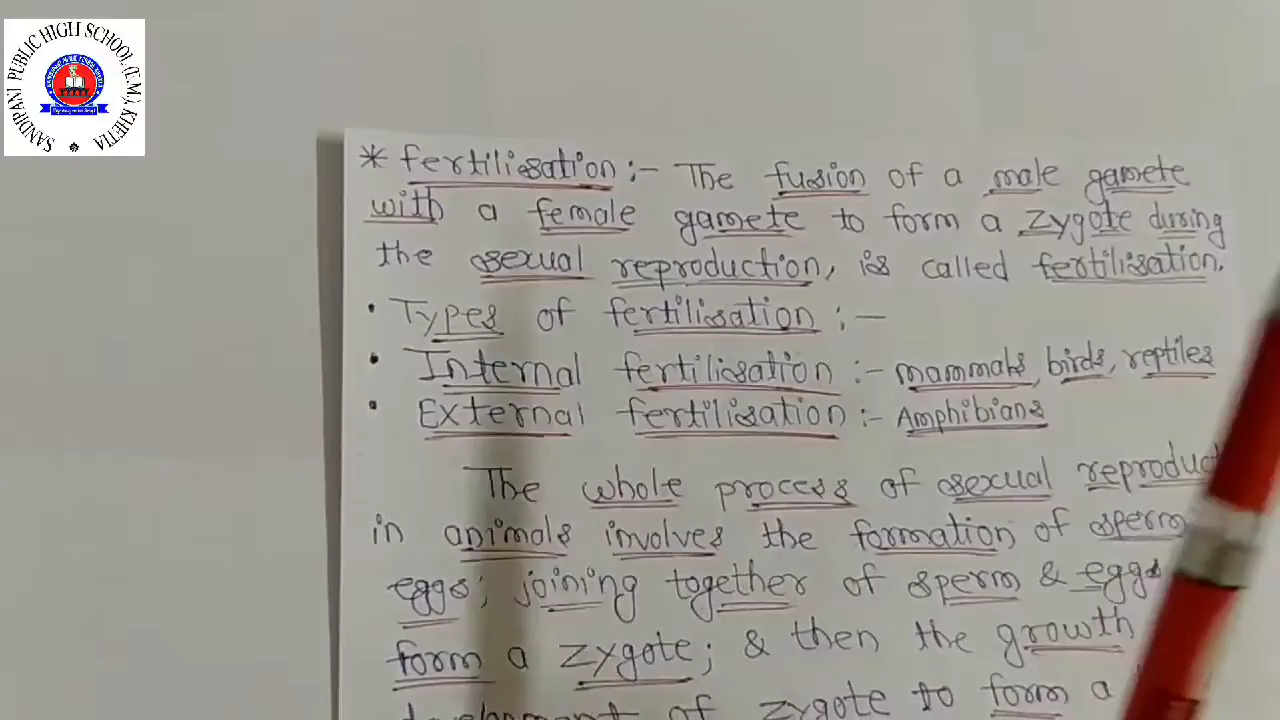 SANDIPANI PUBLIC HIGH SCHOOL (E.M.), KHETIA
* Fertilisation :- The fusion of a male gamete
with a female gamete to form a zygote during
the sexual reproduction, is called fertilisation.
• Types of fertilisation :-
• Internal fertilisation :- mammals, birds, reptiles
• External fertilisation :- Amphibians
The whole process of sexual reproduct
in animals involves the formation of sperm
eggs; joining together of sperm & eggs
form a zygote; & then the growth
development of zygote to form a